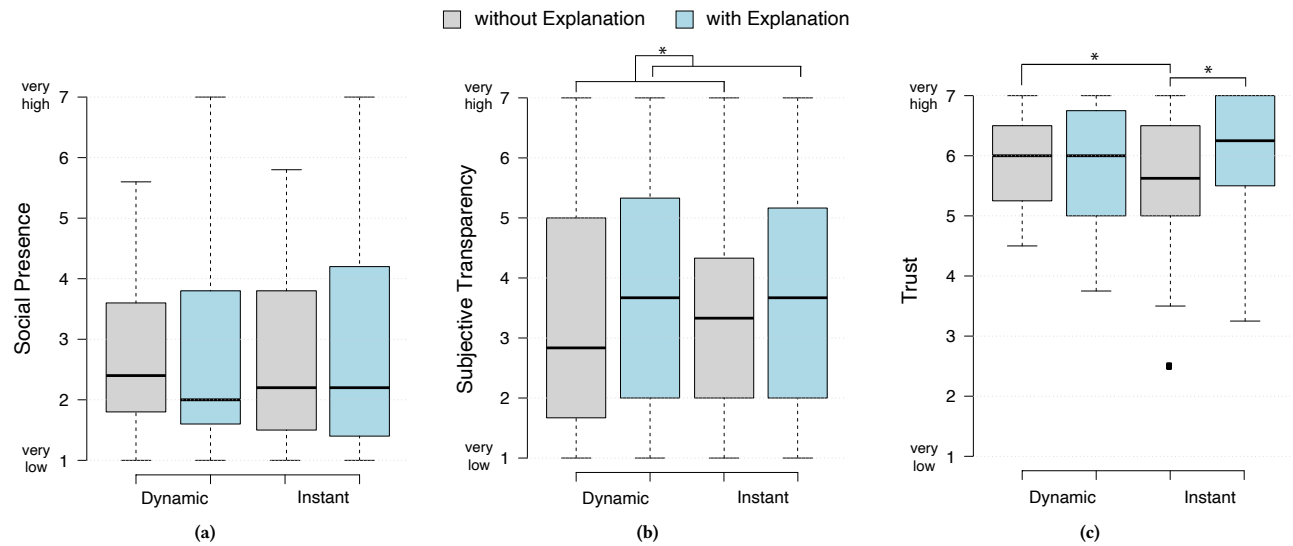 without Explanation with Explanation
very high
7
6
5
4
3
2
very low
1
Social Presence
Dynamic Instant
(a)
*
very high
7
6
5
4
3
2
very low
1
Subjective Transparency
Dynamic Instant
(b)
* *
very high
7
6
5
4
3
2
very low
1
Trust
Dynamic Instant
(c)